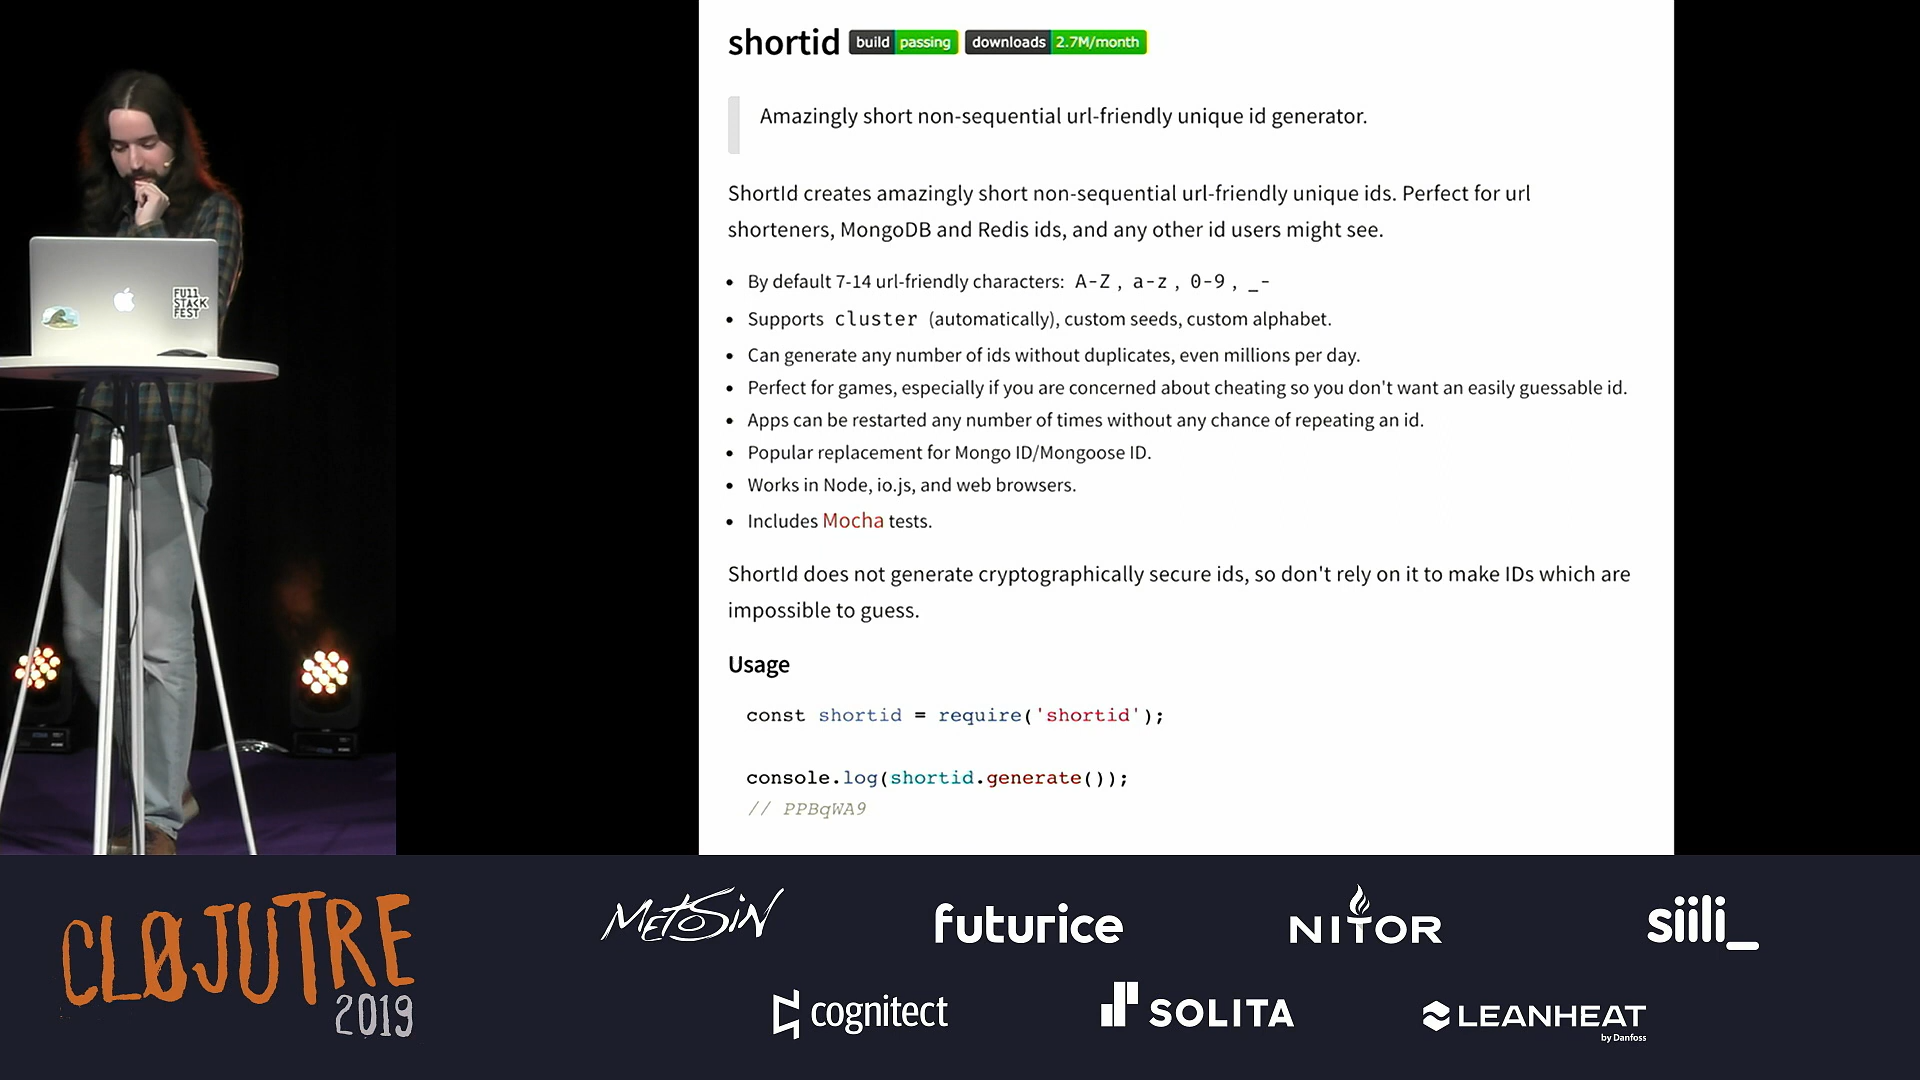 shortid build passing downloads 2.7M/month
Amazingly short non-sequential url-friendly unique id generator.
ShortId creates amazingly short non-sequential url-friendly unique ids. Perfect for url
shorteners, MongoDB and Redis ids, and any other id users might see.
• By default 7-14 url-friendly characters: A-Z , a-z , 0-9 , _-
• Supports cluster (automatically), custom seeds, custom alphabet.
• Can generate any number of ids without duplicates, even millions per day.
• Perfect for games, especially if you are concerned about cheating so you don't want an easily guessable id.
• Apps can be restarted any number of times without any chance of repeating an id.
• Popular replacement for Mongo ID/Mongoose ID.
• Works in Node, io.js, and web browsers.
• Includes Mocha tests.
ShortId does not generate cryptographically secure ids, so don't rely on it to make IDs which are
impossible to guess.
Usage
const shortid = require('shortid');
console.log(shortid.generate());
// PPBqWA9
FULL
STACK
FEST
CLØJUTRE
2019
METOSIN
futurice
NITOR
siili_
cognitect
SOLITA
LEANHEAT
by Danfoss